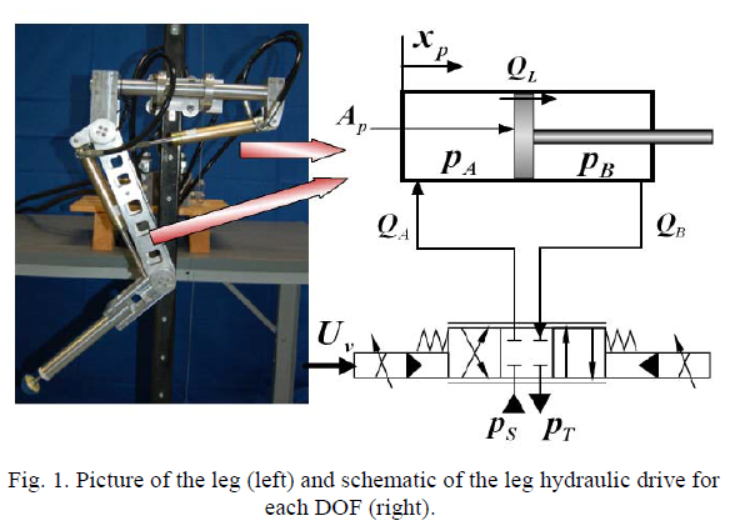 x_p
Q_L
A_p
p_A
p_B
Q_A
Q_B
U_v
p_S p_T
Fig. 1. Picture of the leg (left) and schematic of the leg hydraulic drive for
each DOF (right).